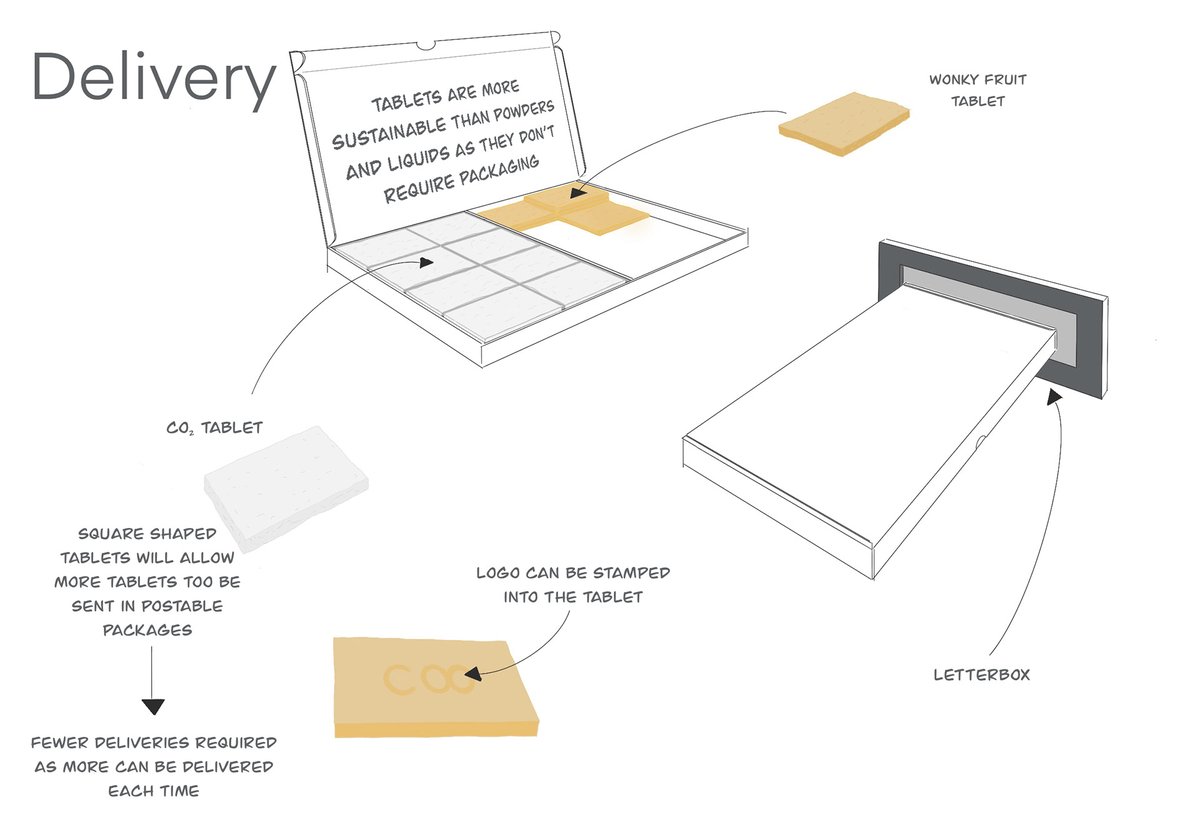 Delivery
TABLETS ARE MORE
SUSTAINABLE THAN POWDERS
AND LIQUIDS AS THEY DON'T
REQUIRE PACKAGING
WONKY FRUIT
TABLET
CO₂ TABLET
SQUARE SHAPED
TABLETS WILL ALLOW
MORE TABLETS TOO BE
SENT IN POSTABLE
PACKAGES
LOGO CAN BE STAMPED
INTO THE TABLET
LETTERBOX
FEWER DELIVERIES REQUIRED
AS MORE CAN BE DELIVERED
EACH TIME